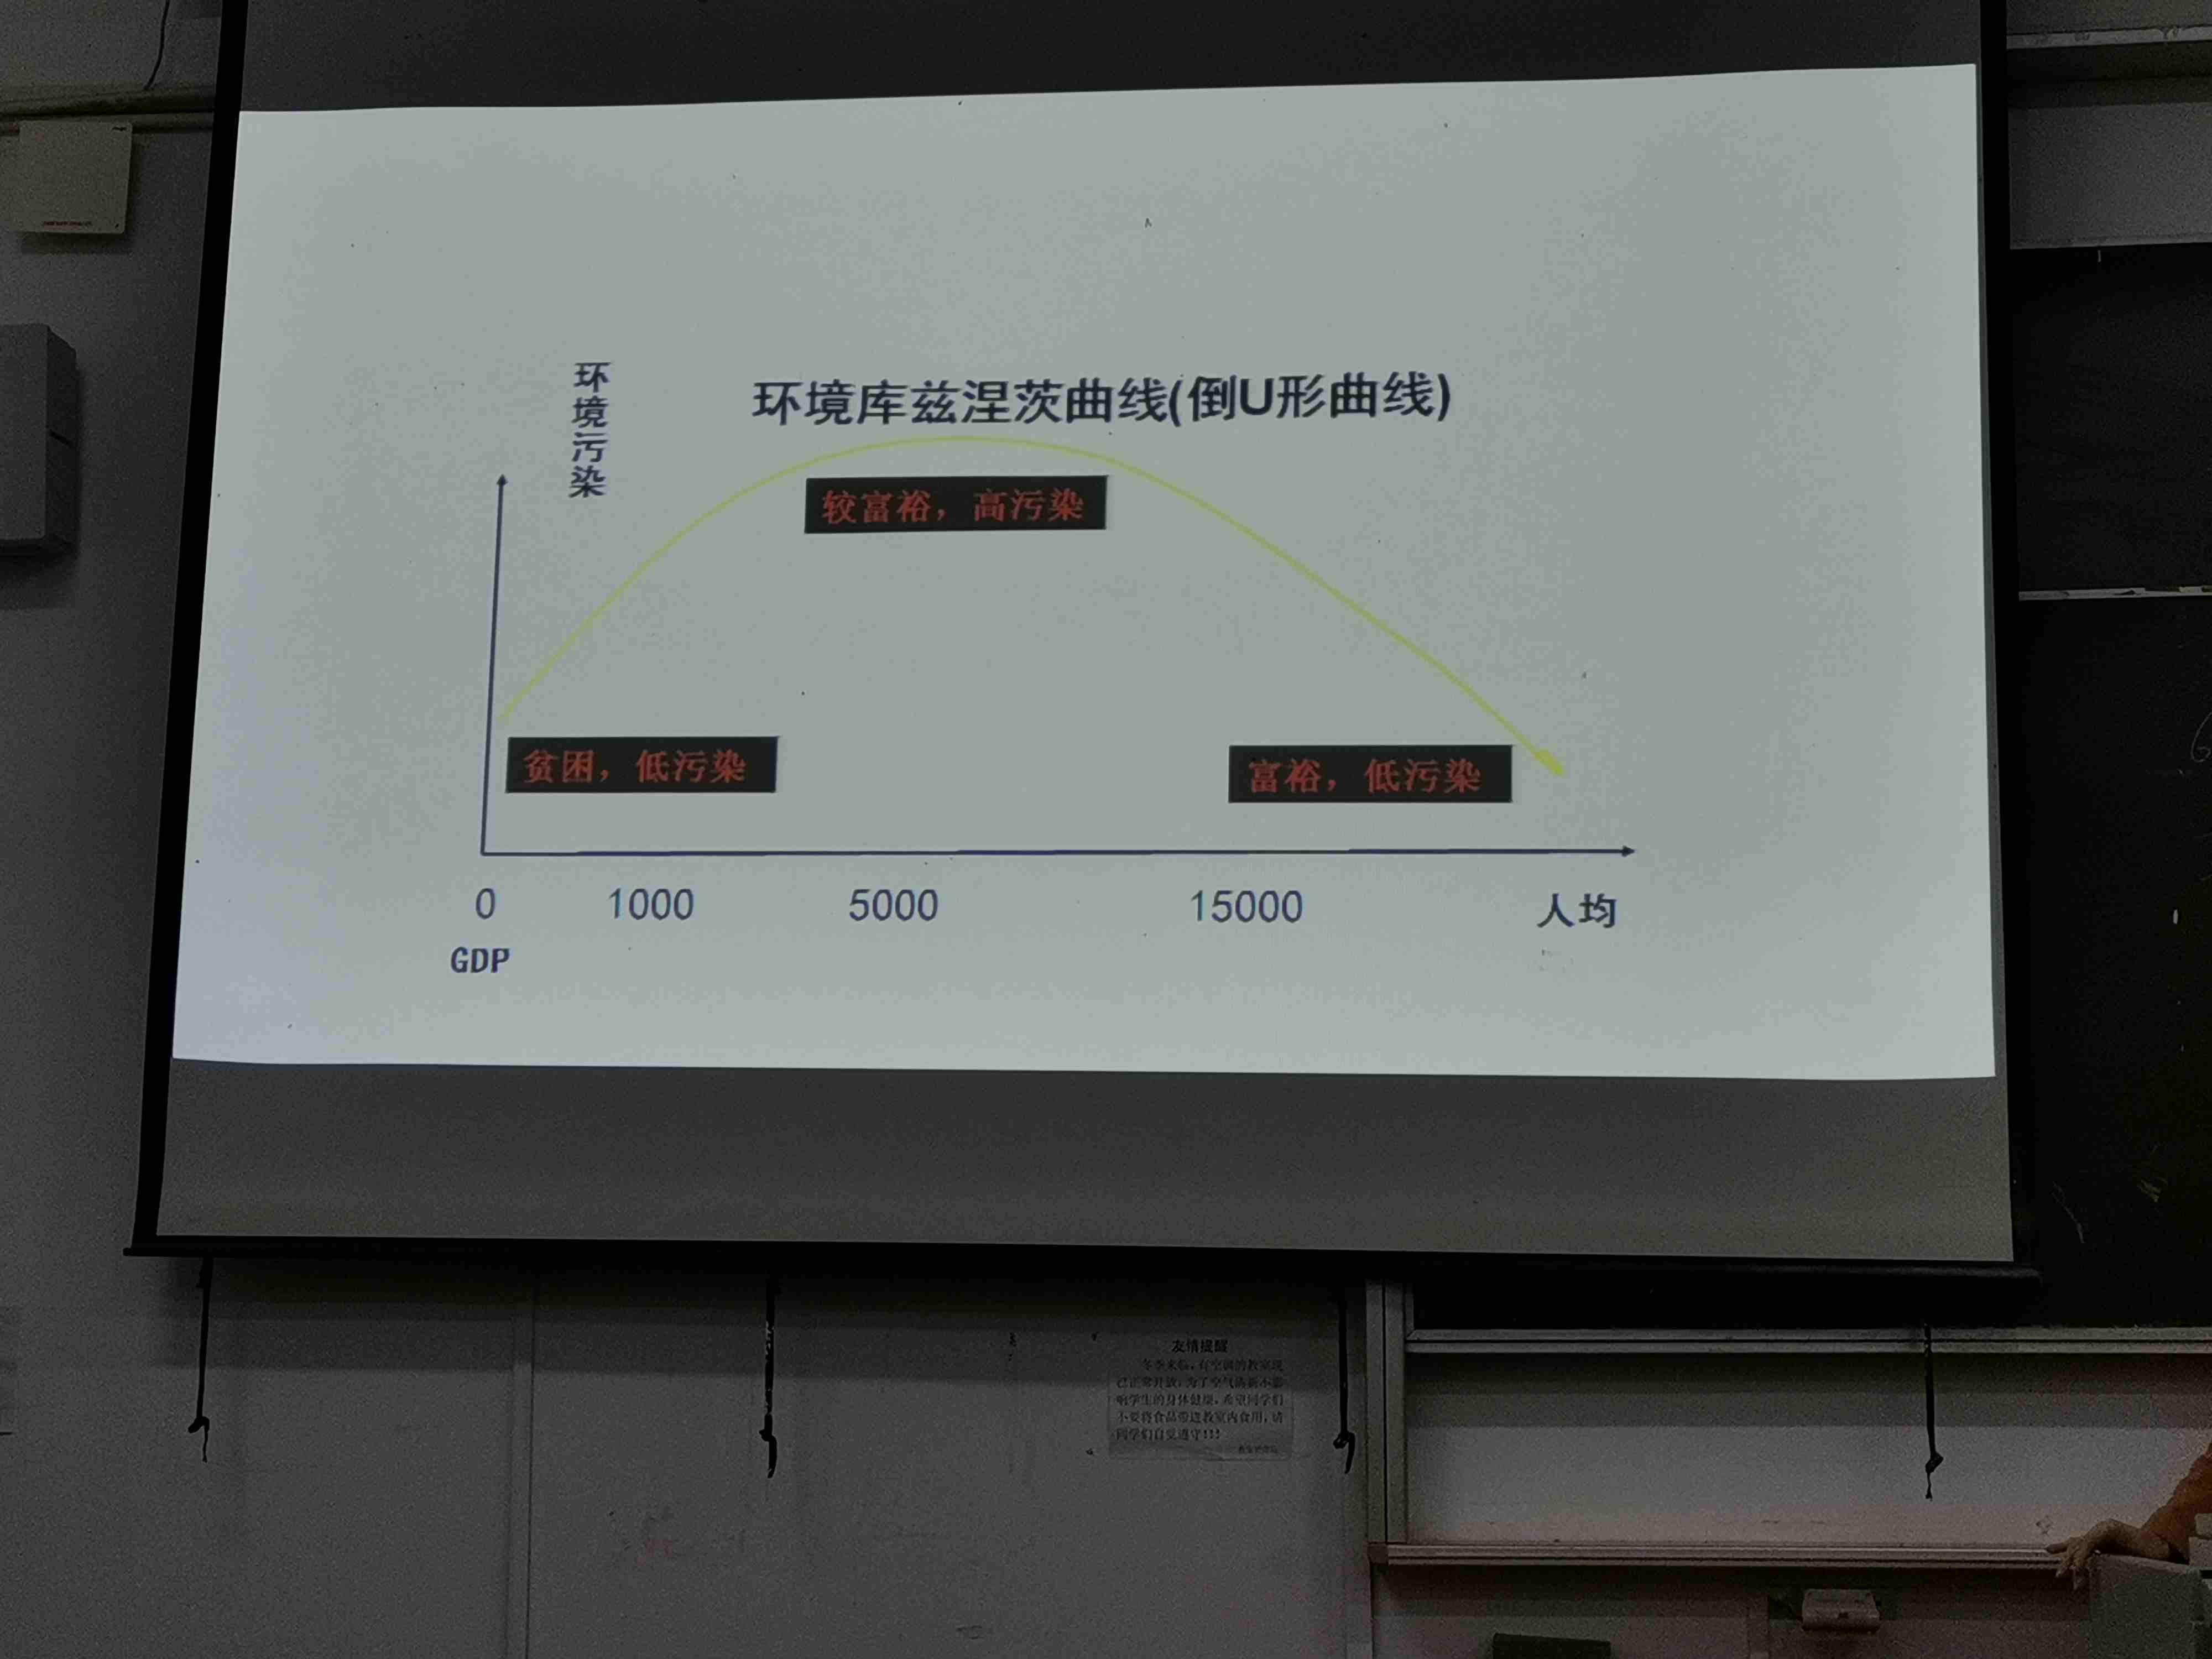 环境污染
环境库兹涅茨曲线(倒U形曲线)
较富裕，高污染
贫困，低污染
富裕，低污染
0 1000 5000 15000 人均
GDP
友情提醒
冬季来临，有空调的教室现
已正常开放，为了空气清新不影
响学生的身体健康，希望同学们
不要将食品带进教室内食用，请
同学们自觉遵守!!!